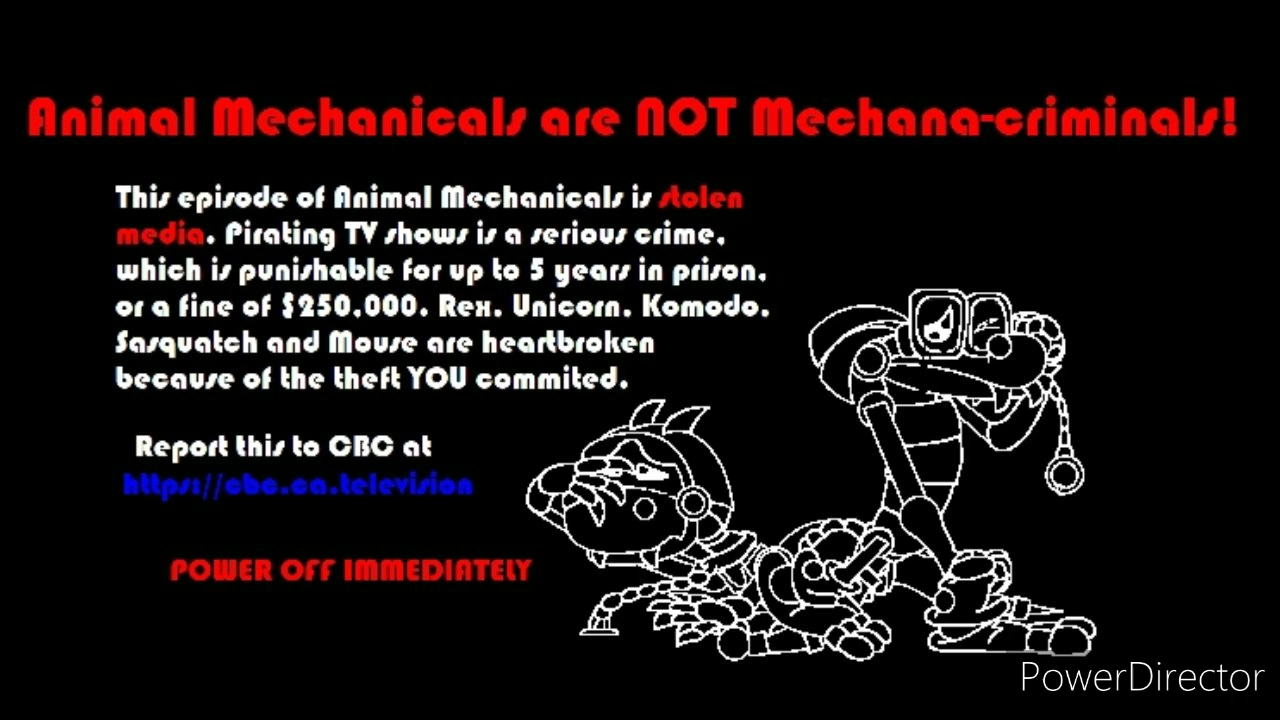 Animal Mechanicals are NOT Mechana-criminals!
This episode of Animal Mechanicals is stolen
media. Pirating TV shows is a serious crime,
which is punishable for up to 5 years in prison,
or a fine of $250,000. Rex, Unicorn, Komodo,
Sasquatch and Mouse are heartbroken
because of the theft YOU commited.
Report this to CBC at
https://cbc.ca.television
POWER OFF IMMEDIATELY
PowerDirector